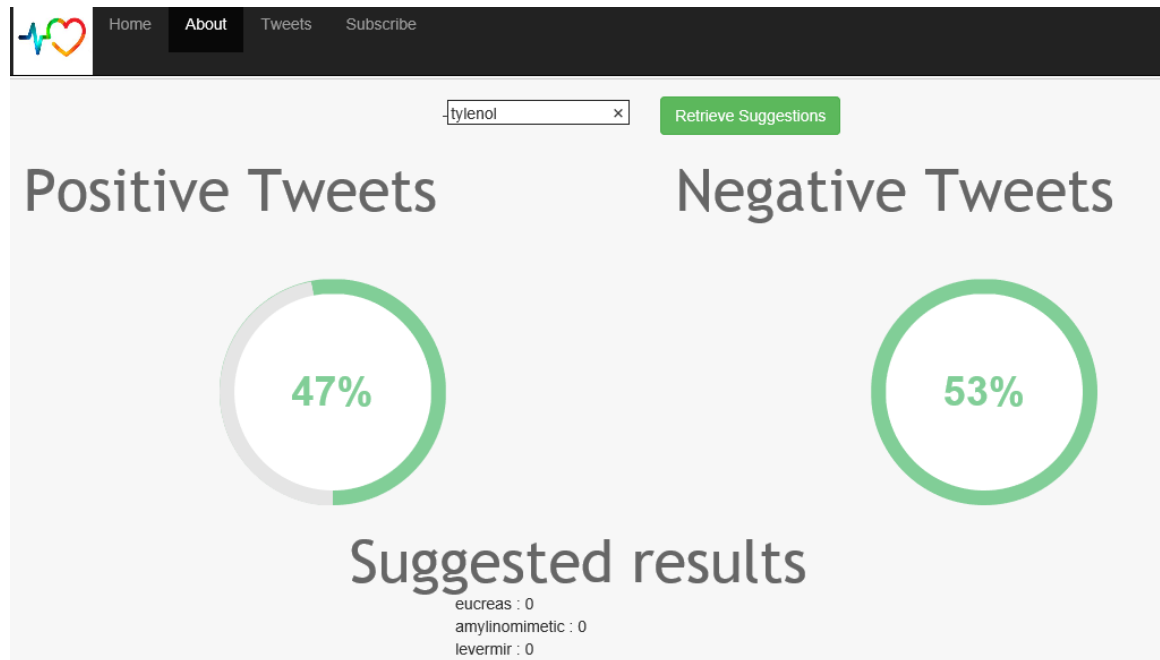 Home About Tweets Subscribe
-tylenol × Retrieve Suggestions
Positive Tweets Negative Tweets
47% 53%
Suggested results
eucreas : 0
amylinomimetic : 0
levermir : 0